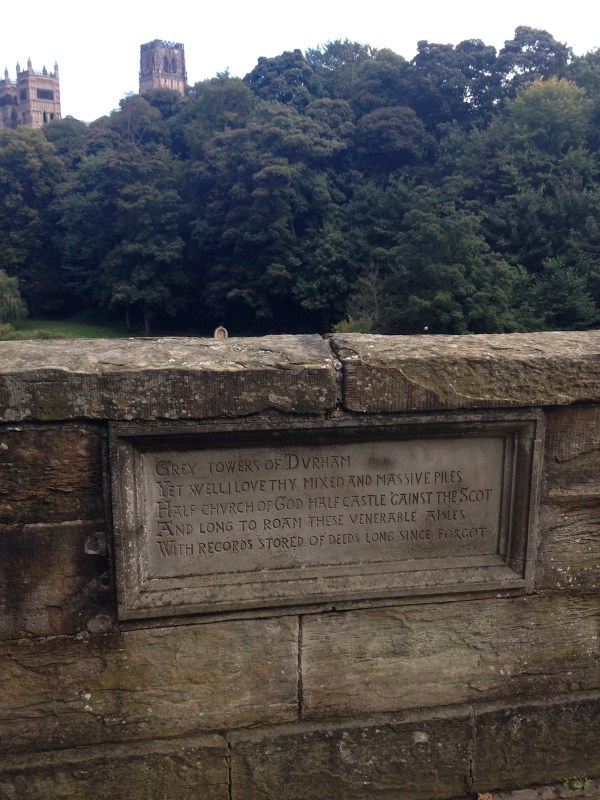 GREY TOWERS OF DVRHAM
YET WELL I LOVE THY MIXED AND MASSIVE PILES
HALF CHVRCH OF GOD HALF CASTLE 'GAINST THE SCOT
AND LONG TO ROAM THESE VENERABLE AISLES
WITH RECORDS STORED OF DEEDS LONG SINCE FORGOT